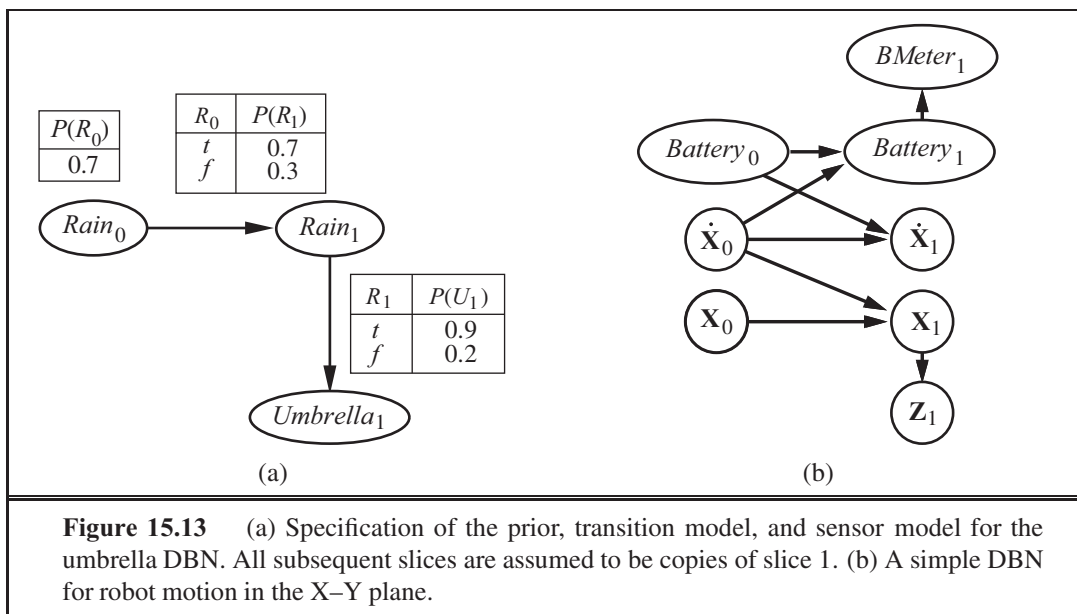 P(R0)
0.7
R0 P(R1)
t 0.7
f 0.3
Rain0
Rain1
R1 P(U1)
t 0.9
f 0.2
Umbrella1
(a)
BMeter1
Battery0
Battery1
Ẋ0
Ẋ1
X0
X1
Z1
(b)
Figure 15.13 (a) Specification of the prior, transition model, and sensor model for the
umbrella DBN. All subsequent slices are assumed to be copies of slice 1. (b) A simple DBN
for robot motion in the X–Y plane.